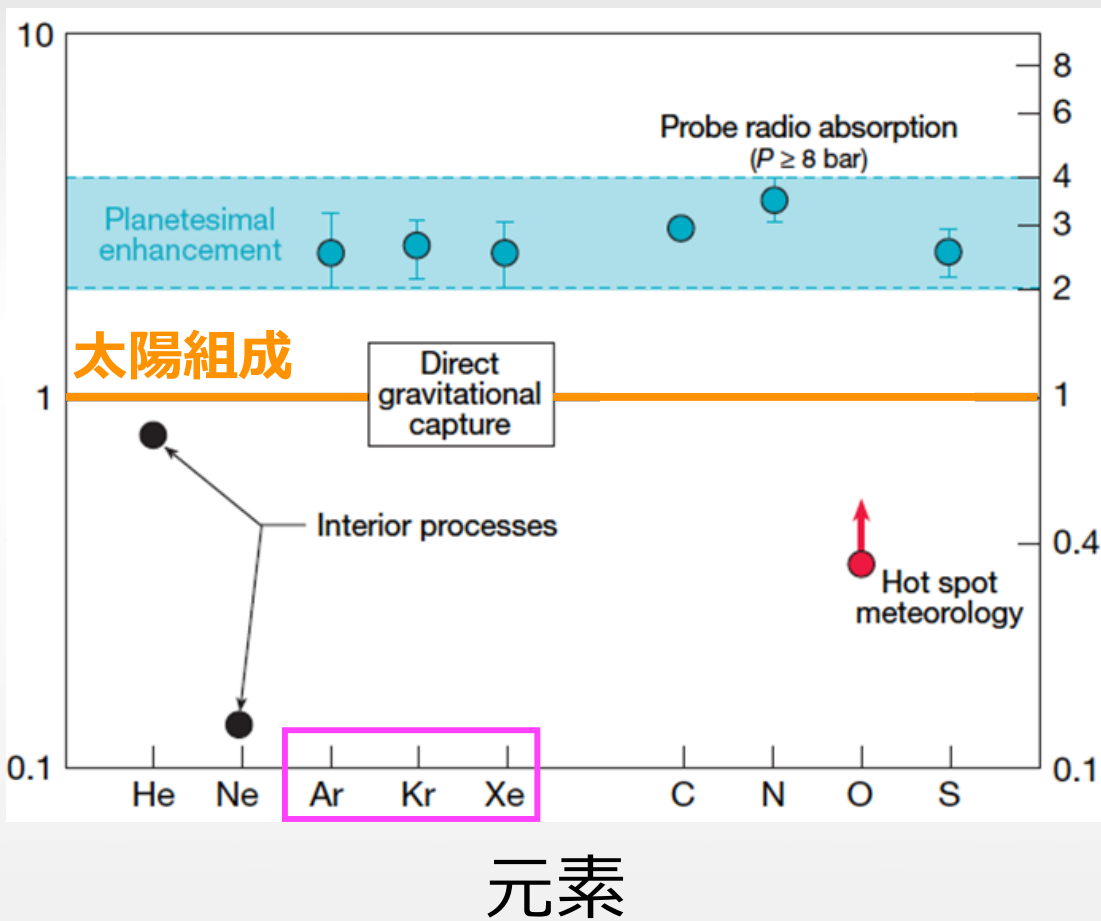 10
8
6
Probe radio absorption
(P ≥ 8 bar)
4
Planetesimal
enhancement
3
2
太陽組成
Direct
gravitational
capture
1
1
Interior processes
0.4
Hot spot
meteorology
0.1
0.1
He Ne Ar Kr Xe C N O S
元素